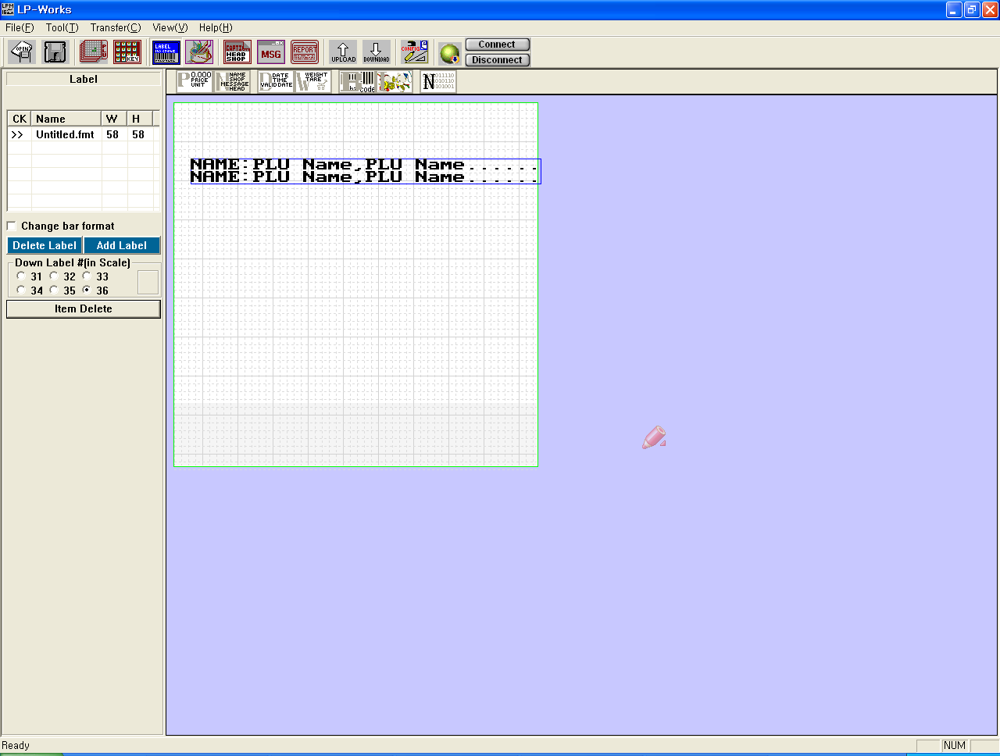 LP-Works
File(F) Tool(T) Transfer(C) View(V) Help(H)
OPEN KEY LABEL CAPTI HEAD SHOP MSG REPORT UPLOAD DOWNLOAD CONFIG Connect
Disconnect
Label
P 0.000 PRICE UNIT
N NAME SHOP MESSAGE HEAD
D DATE TIME VALID DATE
W WEIGHT TARE
code
N
CK Name W H
>> Untitled.fmt 58 58
NAME:PLU Name,PLU Name......
NAME:PLU Name,PLU Name......
Change bar format
Delete Label Add Label
Down Label #(in Scale)
31 32 33
34 35 36
Item Delete
Ready NUM